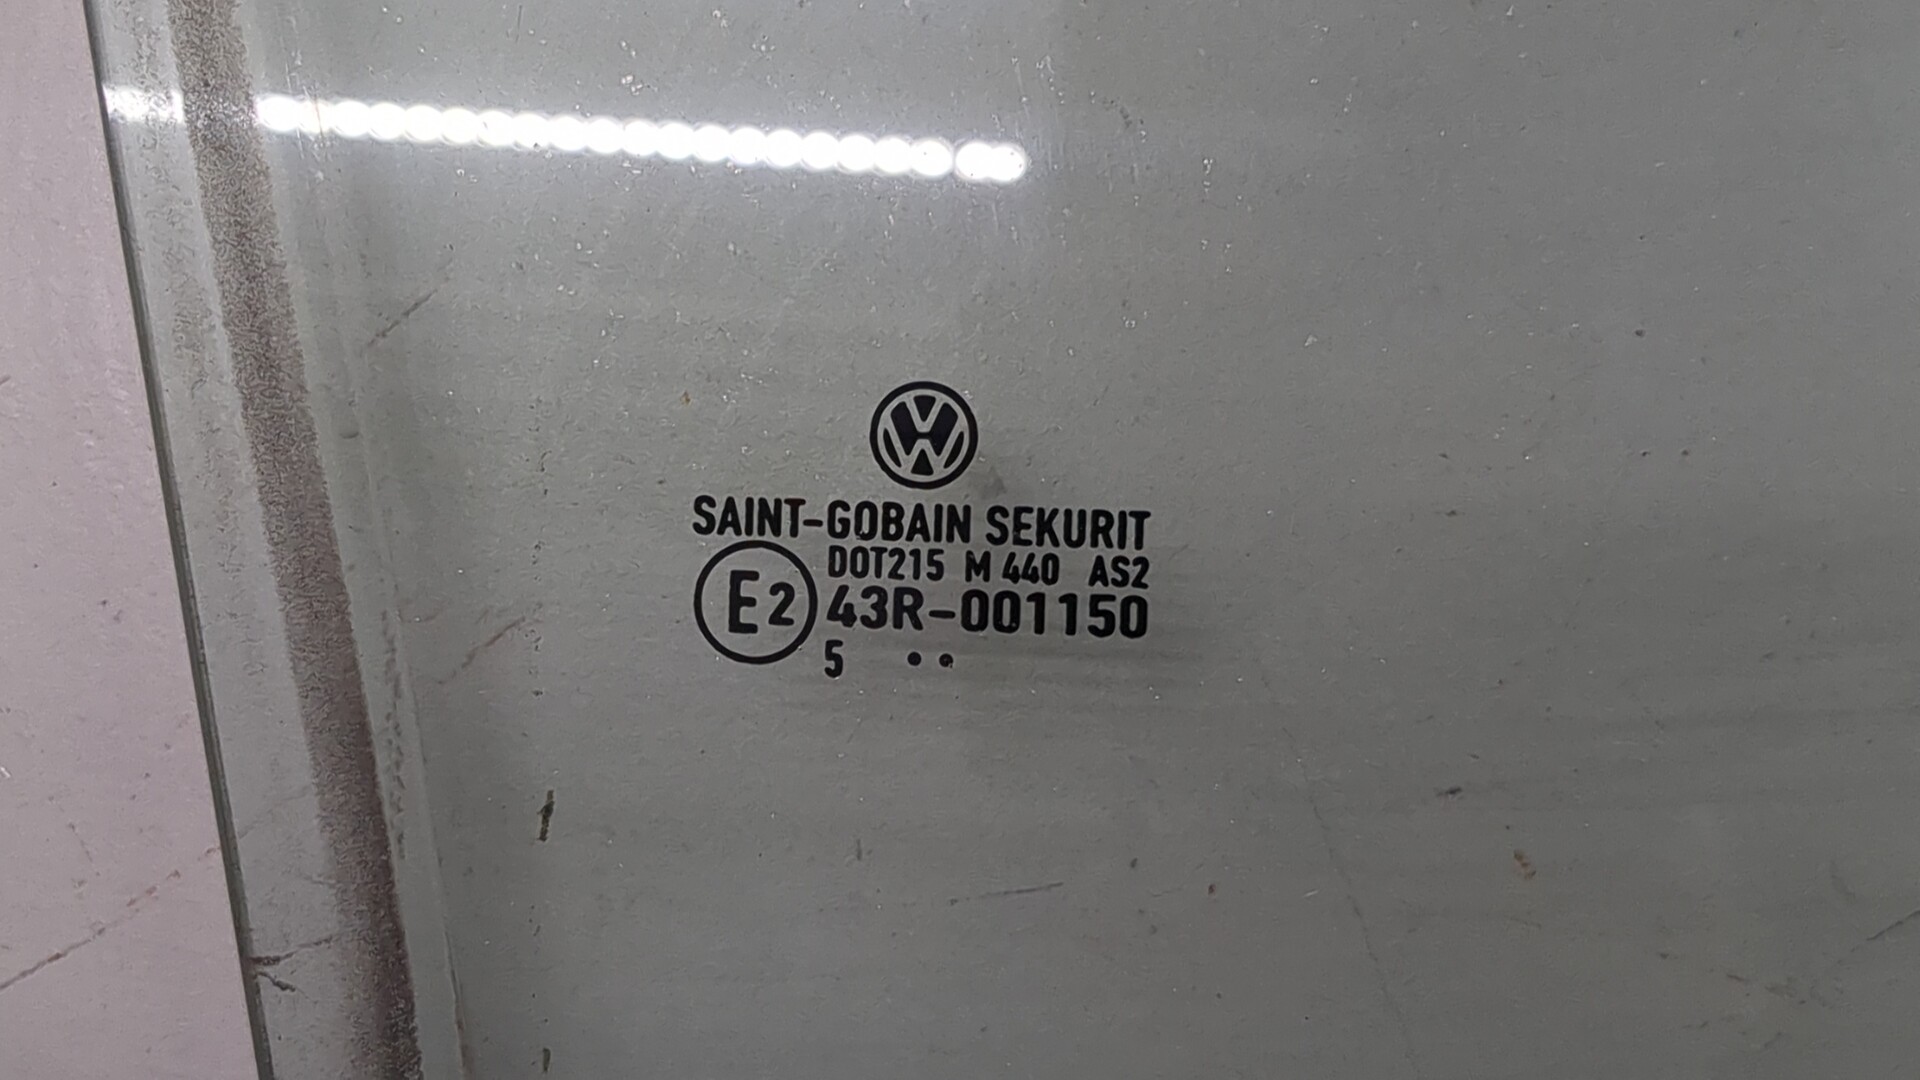 SAINT-GOBAIN SEKURIT
DOT215 M 440 AS2
E2 43R-001150
5 ••